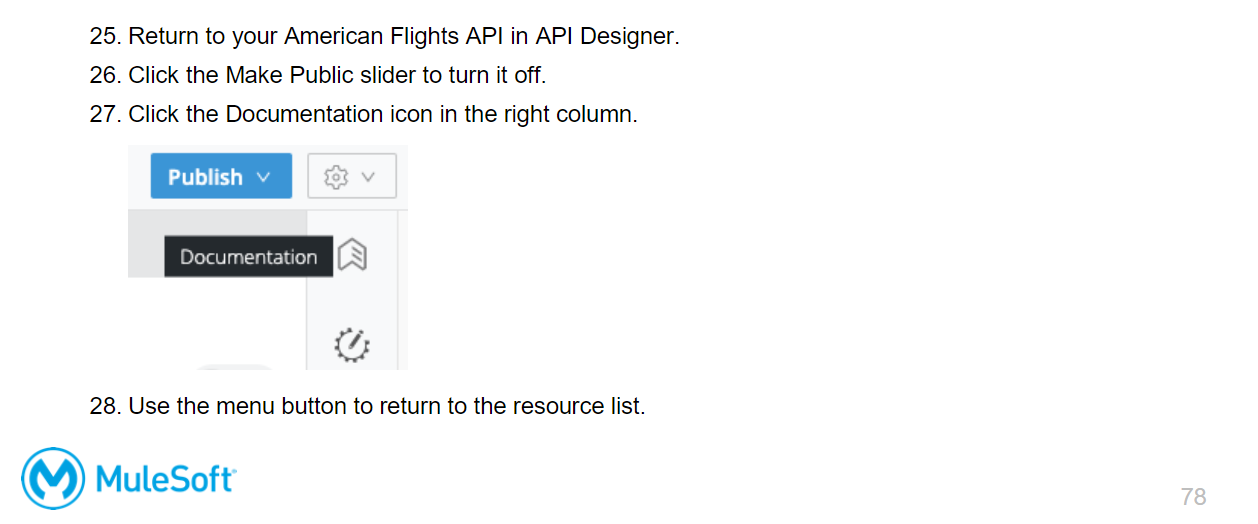 25. Return to your American Flights API in API Designer.
26. Click the Make Public slider to turn it off.
27. Click the Documentation icon in the right column.
Publish
Documentation
28. Use the menu button to return to the resource list.
MuleSoft
78